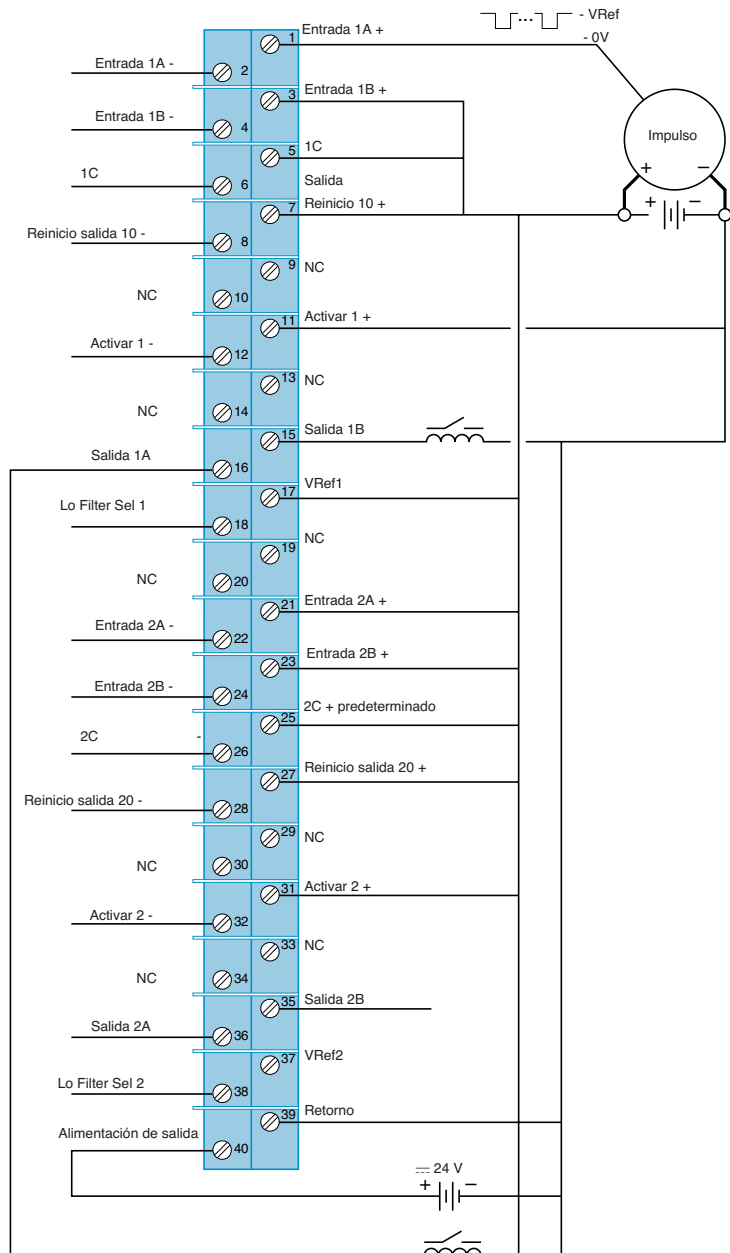 - VRef
- 0V
Entrada 1A +
1
Entrada 1A -
2
Entrada 1B +
3
Impulso
+ −
Entrada 1B -
4
1C
5
1C
6
Salida
Reinicio 10 +
7
+ −
Reinicio salida 10 -
8
9 NC
NC
10
Activar 1 +
11
Activar 1 -
12
13 NC
NC
14
Salida 1B
15
Salida 1A
16
VRef1
17
Lo Filter Sel 1
18
NC
19
NC
20
Entrada 2A +
21
Entrada 2A -
22
Entrada 2B +
23
Entrada 2B -
24
2C + predeterminado
25
2C -
26
Reinicio salida 20 +
27
Reinicio salida 20 -
28
29 NC
NC
30
Activar 2 +
31
Activar 2 -
32
33 NC
NC
34
Salida 2B
35
Salida 2A
36
VRef2
37
Lo Filter Sel 2
38
Retorno
39
Alimentación de salida
40
24 V
+ −